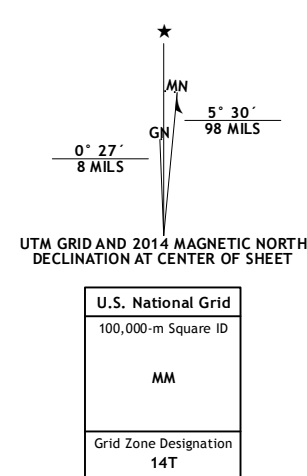 ★
MN
5° 30´
98 MILS
GN
0° 27´
8 MILS
UTM GRID AND 2014 MAGNETIC NORTH
DECLINATION AT CENTER OF SHEET
U.S. National Grid
100,000-m Square ID
MM
Grid Zone Designation
14T